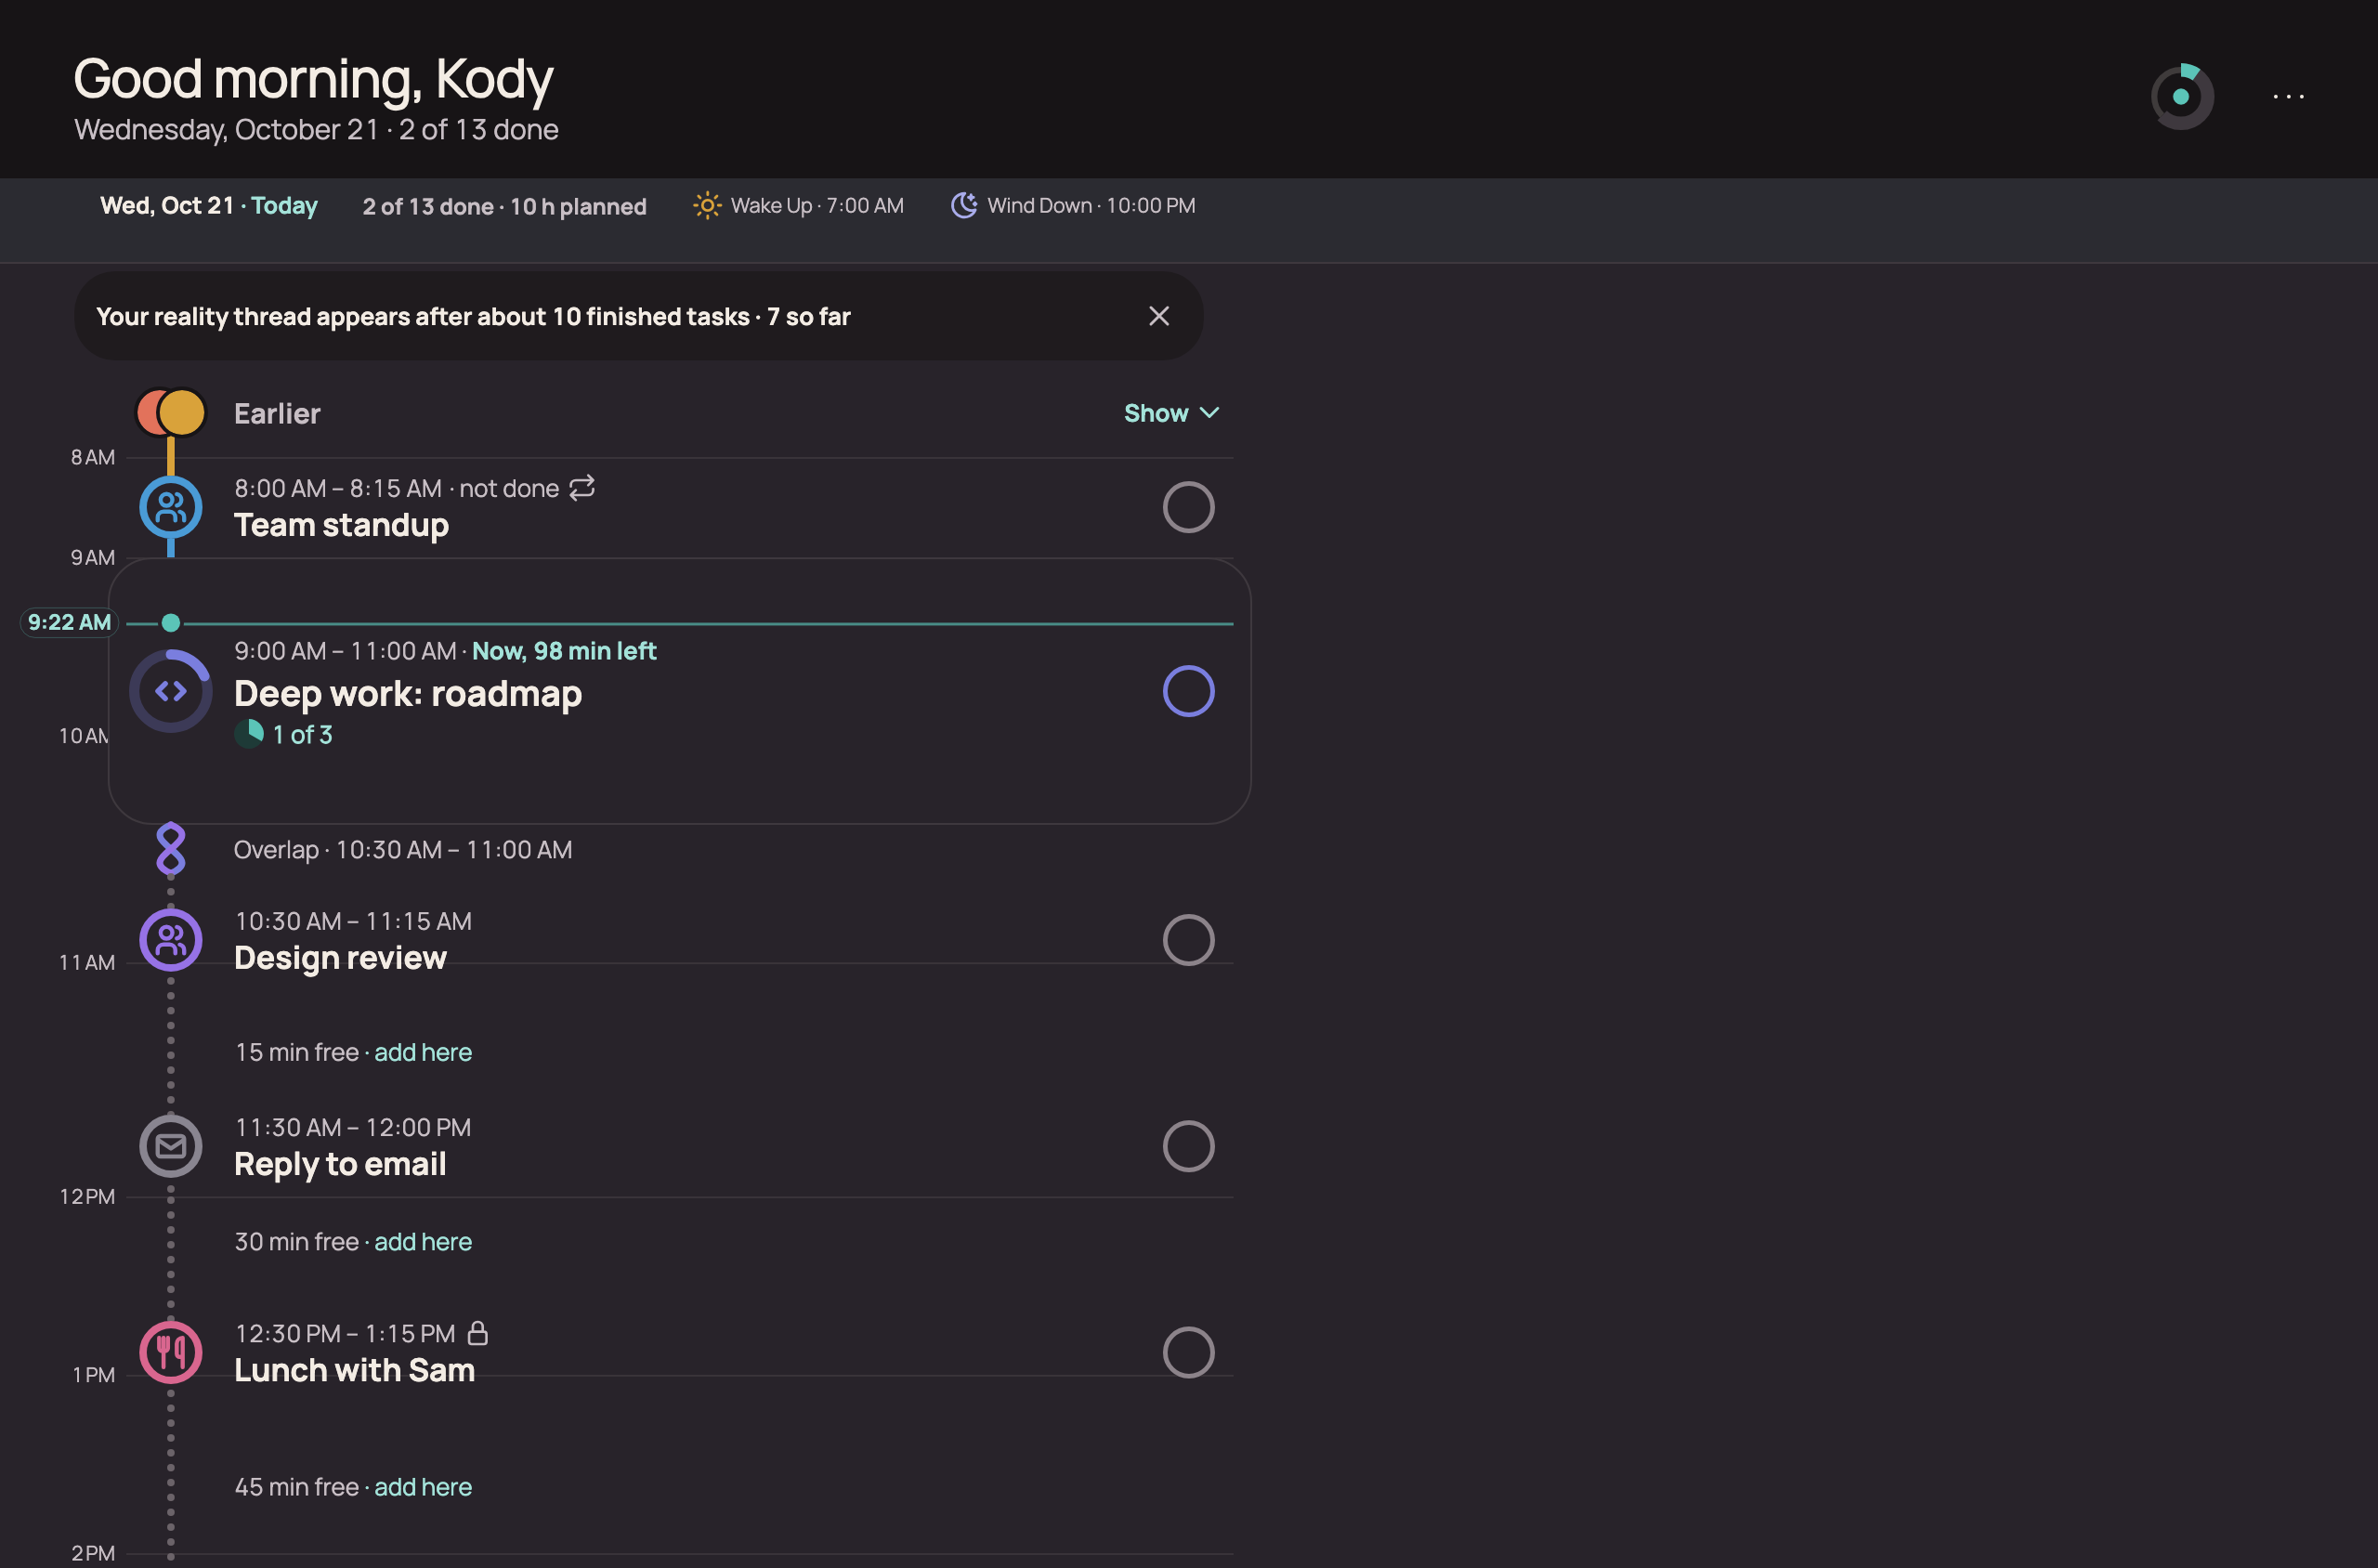 Good morning, Kody
Wednesday, October 21 · 2 of 13 done
Wed, Oct 21 · Today
2 of 13 done · 10 h planned
Wake Up · 7:00 AM
Wind Down · 10:00 PM
Your reality thread appears after about 10 finished tasks · 7 so far
Earlier
Show
8 AM
8:00 AM – 8:15 AM · not done
Team standup
9 AM
9:22 AM
9:00 AM – 11:00 AM · Now, 98 min left
Deep work: roadmap
10 AM
1 of 3
Overlap · 10:30 AM – 11:00 AM
10:30 AM – 11:15 AM
Design review
11 AM
15 min free · add here
11:30 AM – 12:00 PM
Reply to email
12 PM
30 min free · add here
12:30 PM – 1:15 PM
Lunch with Sam
1 PM
45 min free · add here
2 PM